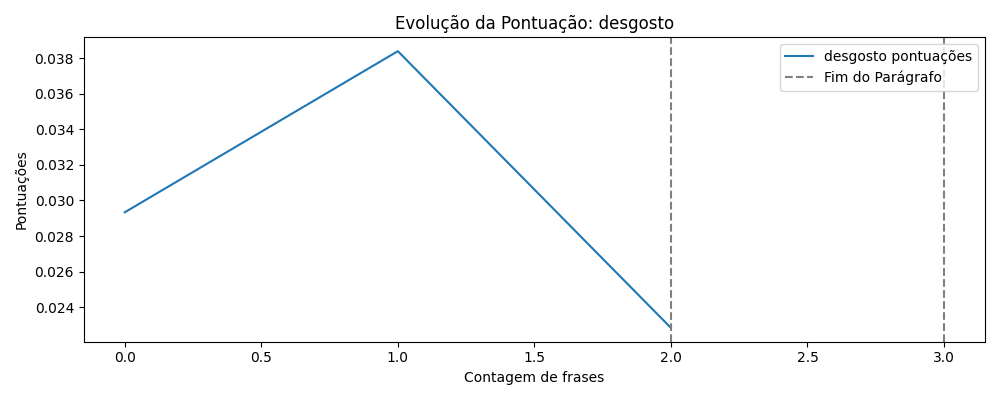 Evolução da Pontuação: desgosto
desgosto pontuações
Fim do Parágrafo
Pontuações
0.038
0.036
0.034
0.032
0.030
0.028
0.026
0.024
0.0 0.5 1.0 1.5 2.0 2.5 3.0
Contagem de frases